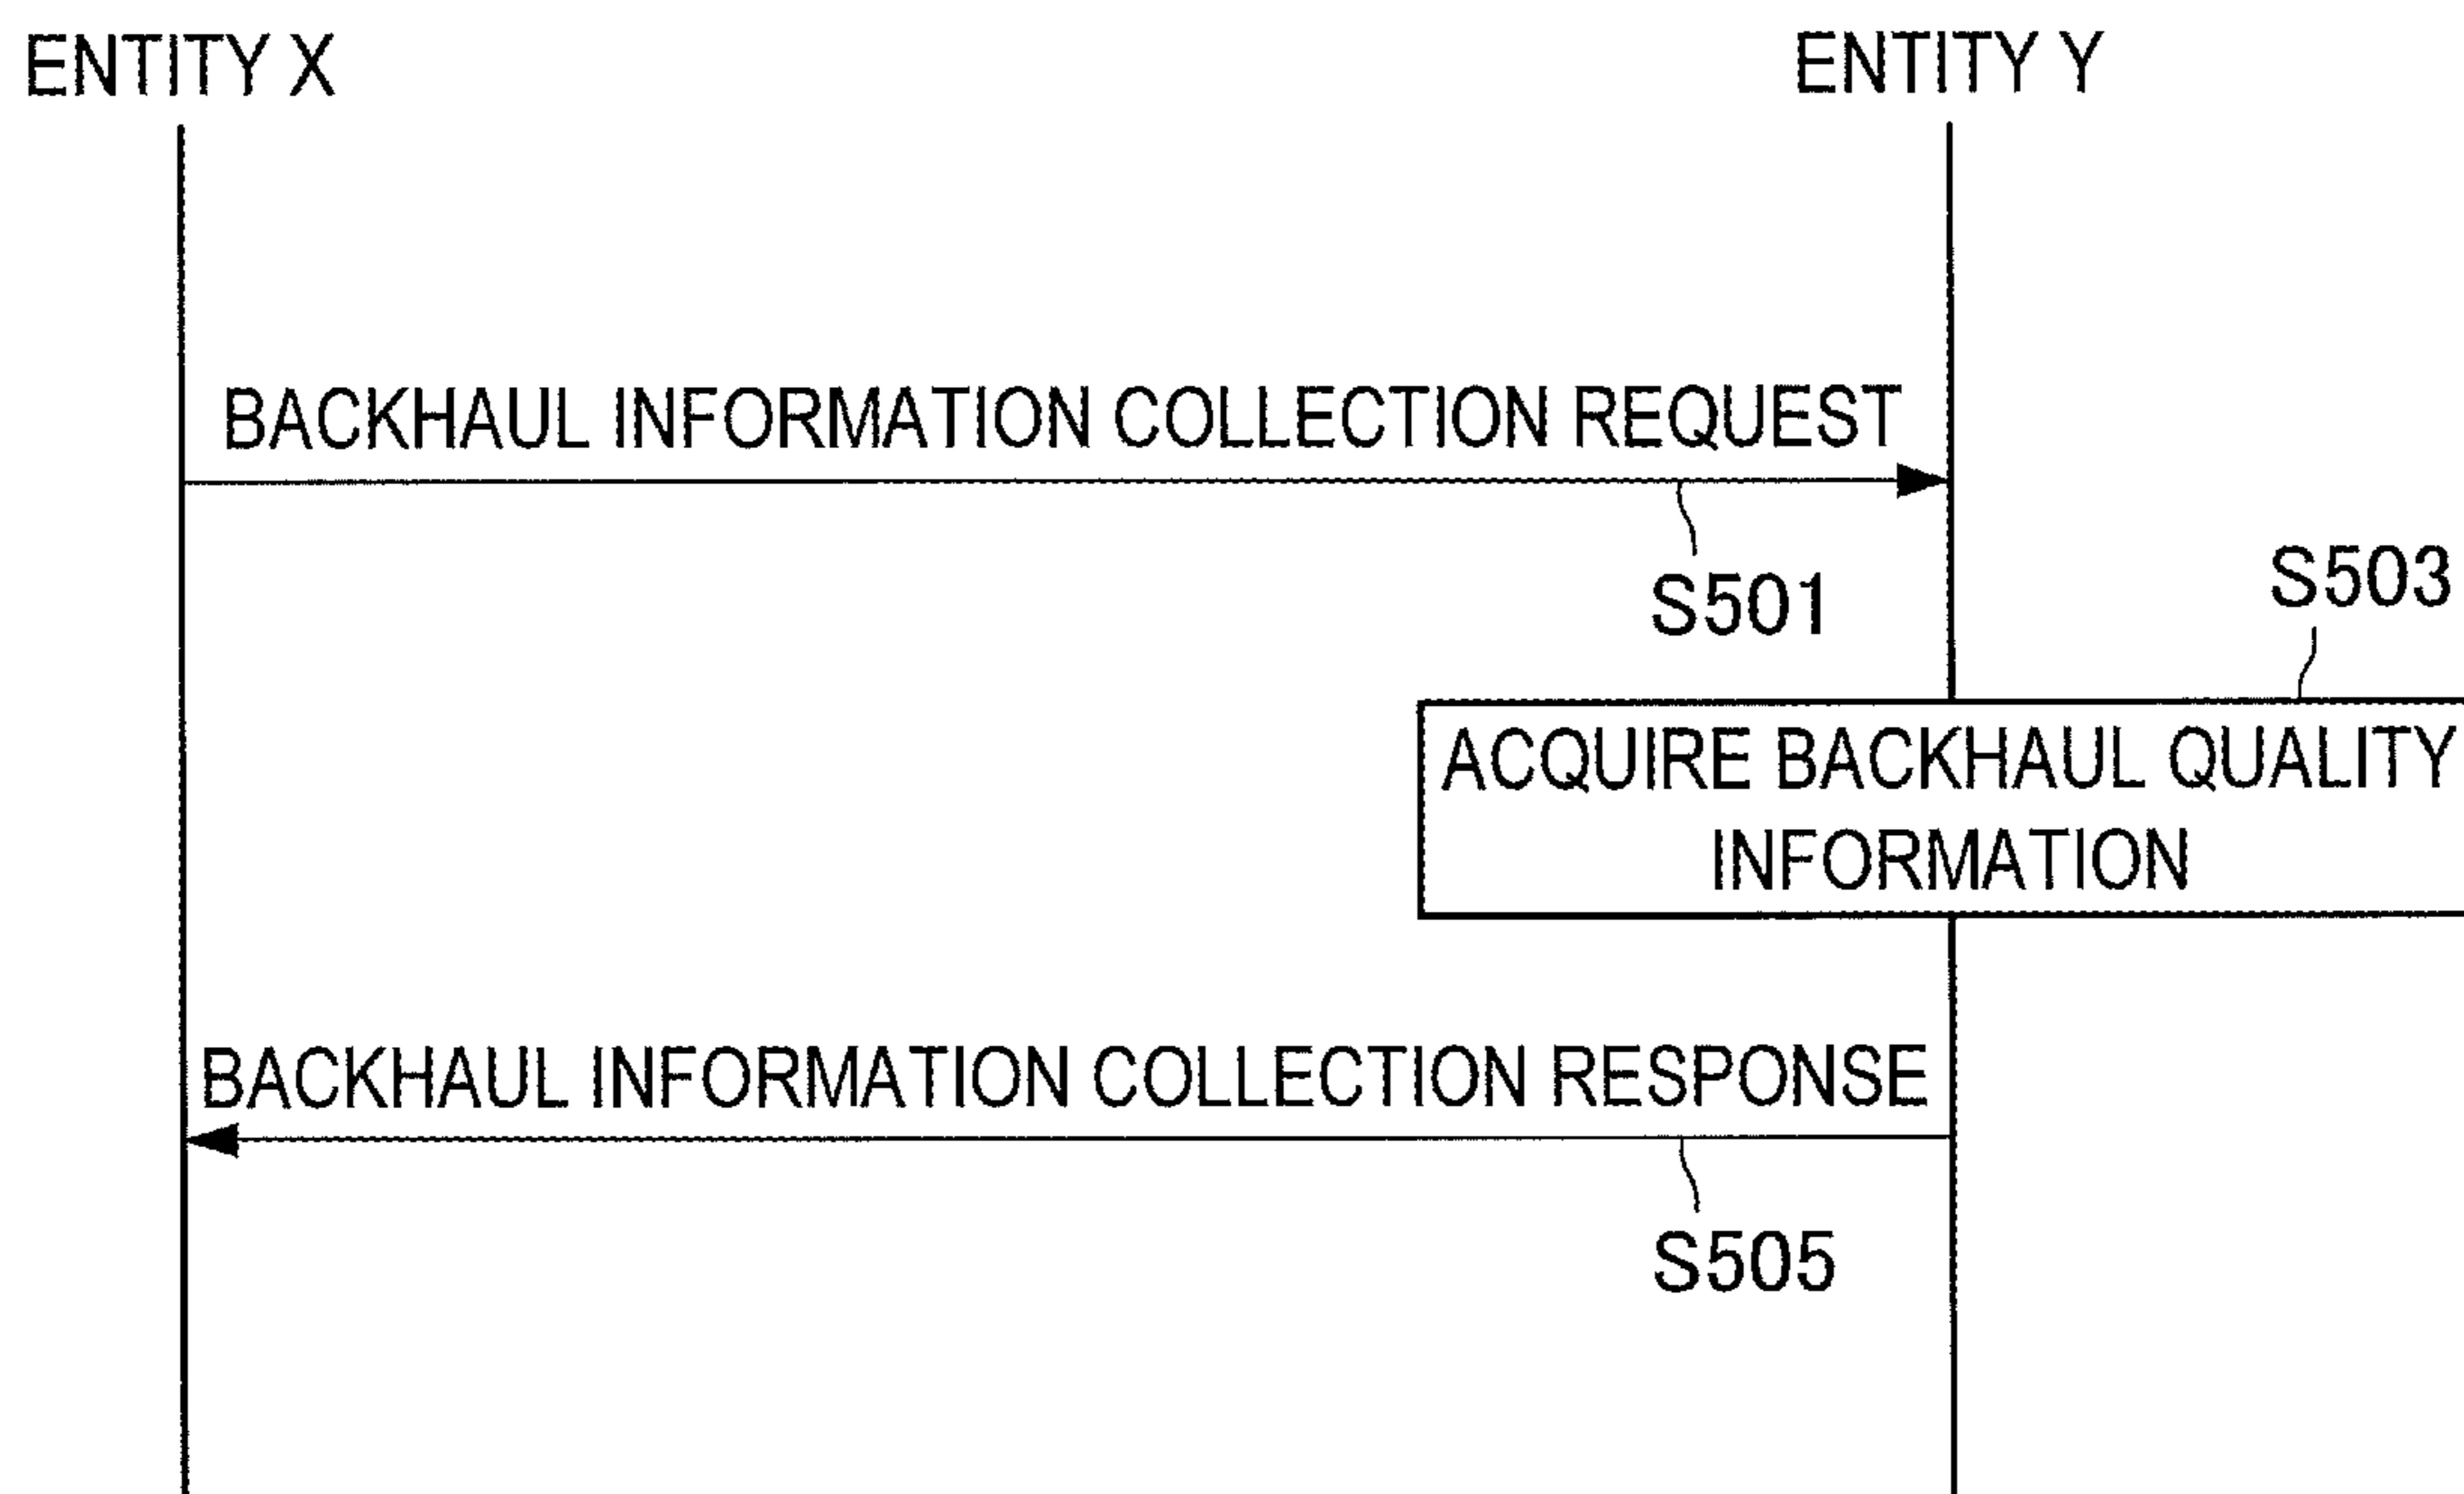 ENTITY X
ENTITY Y
BACKHAUL INFORMATION COLLECTION REQUEST
S501
S503
ACQUIRE BACKHAUL QUALITY
INFORMATION
BACKHAUL INFORMATION COLLECTION RESPONSE
S505